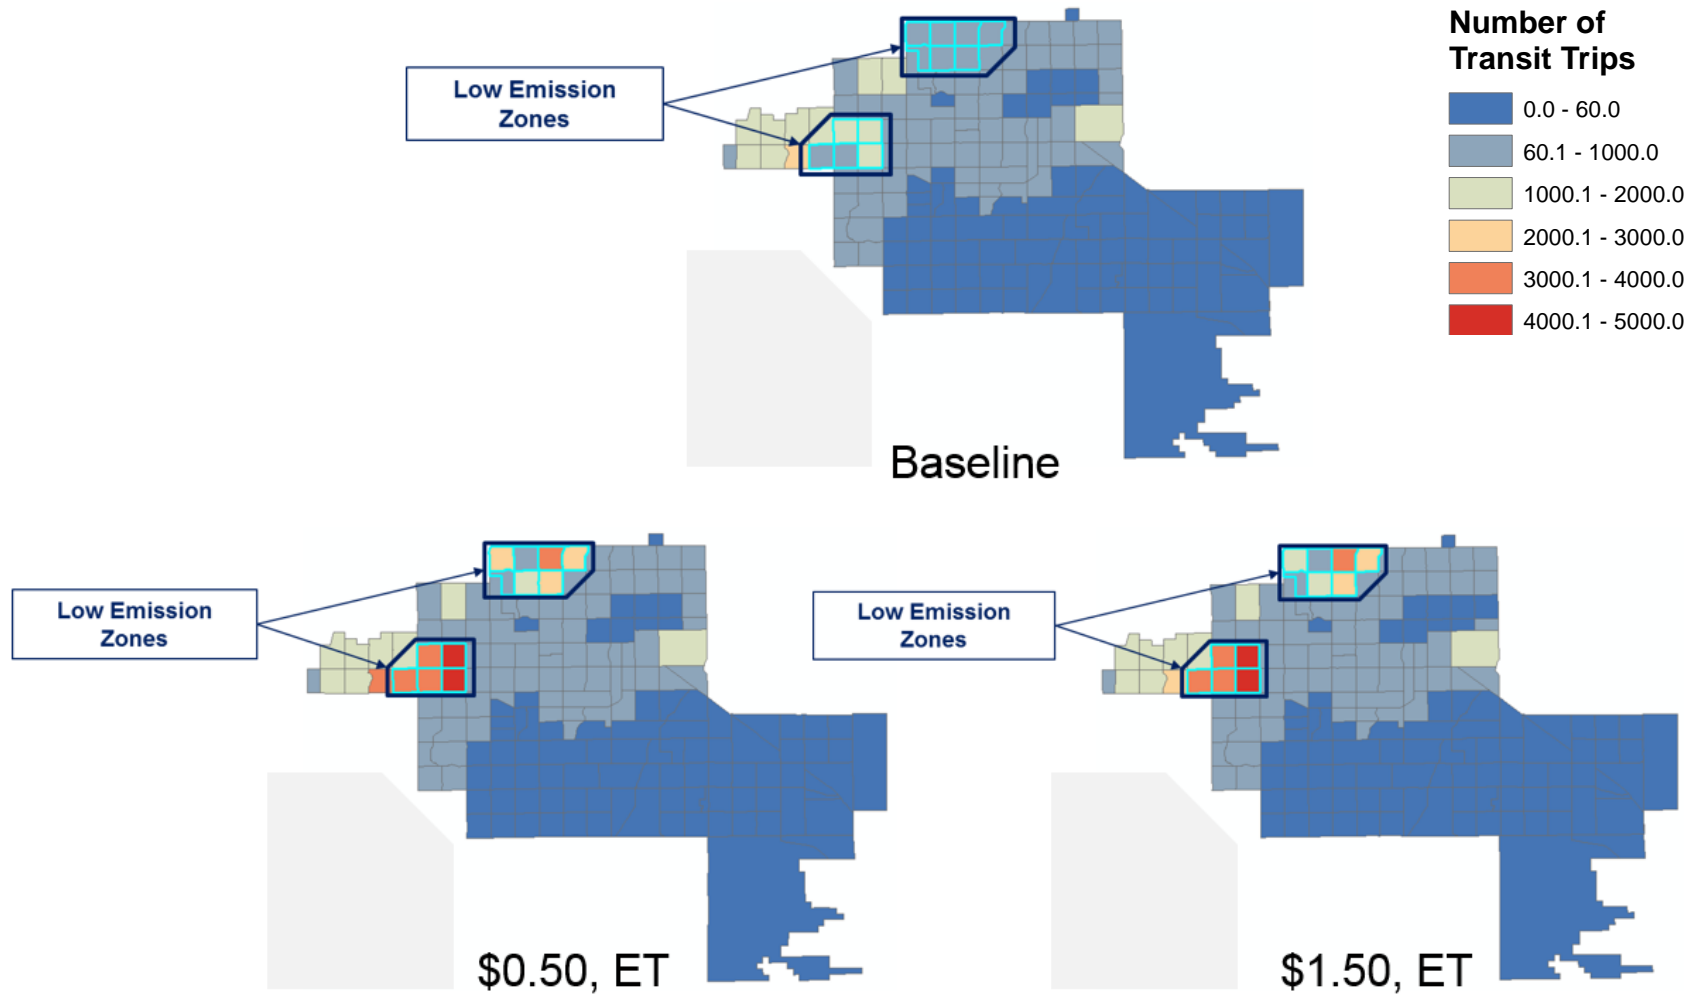 Number of
Transit Trips
0.0 - 60.0
60.1 - 1000.0
1000.1 - 2000.0
2000.1 - 3000.0
3000.1 - 4000.0
4000.1 - 5000.0
Low Emission
Zones
Baseline
Low Emission
Zones
$0.50, ET
Low Emission
Zones
$1.50, ET